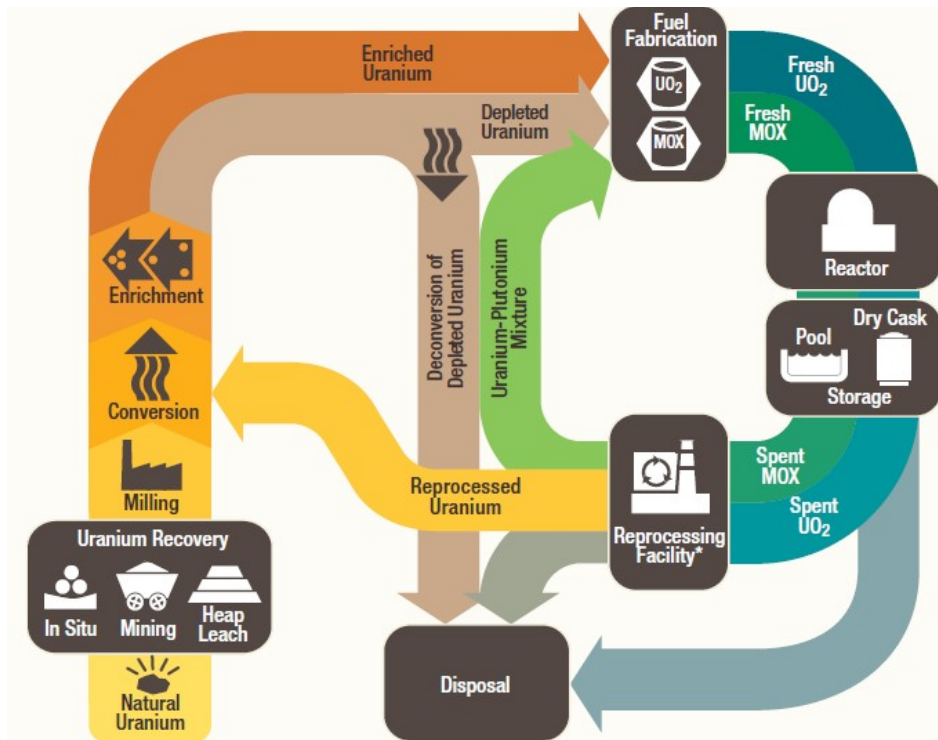 Fuel
Fabrication
UO2
MOX
Enriched
Uranium
Depleted
Uranium
Fresh
UO2
Fresh
MOX
Reactor
Pool
Dry Cask
Storage
Enrichment
Conversion
Milling
Uranium Recovery
In Situ
Mining
Heap
Leach
Natural
Uranium
Deconversion of
Depleted Uranium
Uranium-Plutonium
Mixture
Reprocessed
Uranium
Reprocessing
Facility*
Spent
MOX
Spent
UO2
Disposal